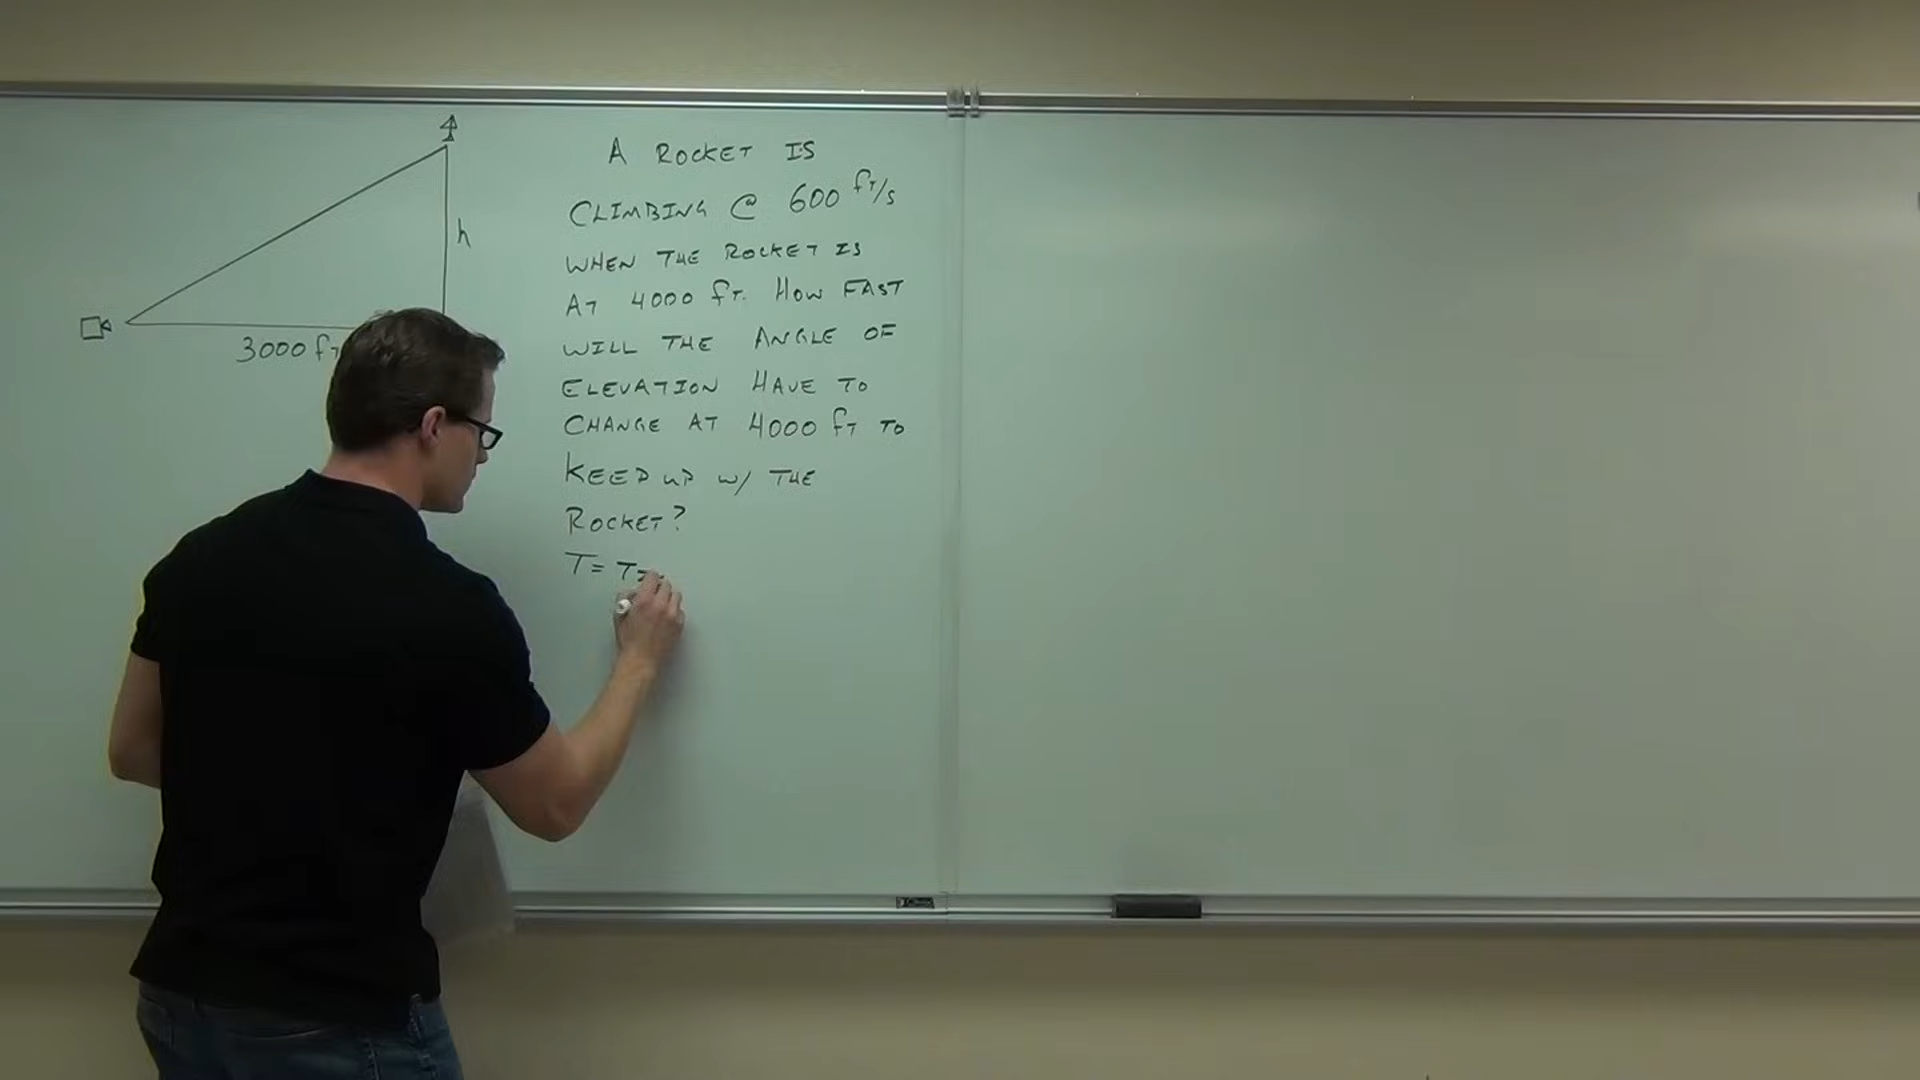 h
3000 ft
A ROCKET IS
CLIMBING @ 600 ft/s
WHEN THE ROCKET IS
AT 4000 ft. HOW FAST
WILL THE ANGLE OF
ELEVATION HAVE TO
CHANGE AT 4000 ft TO
KEEP UP w/ THE
ROCKET?
T= T=